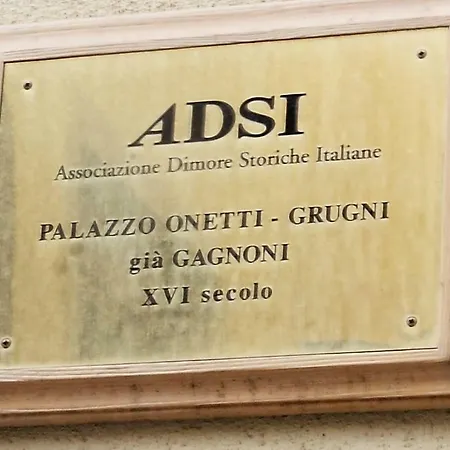 ADSI
Associazione Dimore Storiche Italiane
PALAZZO ONETTI - GRUGNI
già GAGNONI
XVI secolo